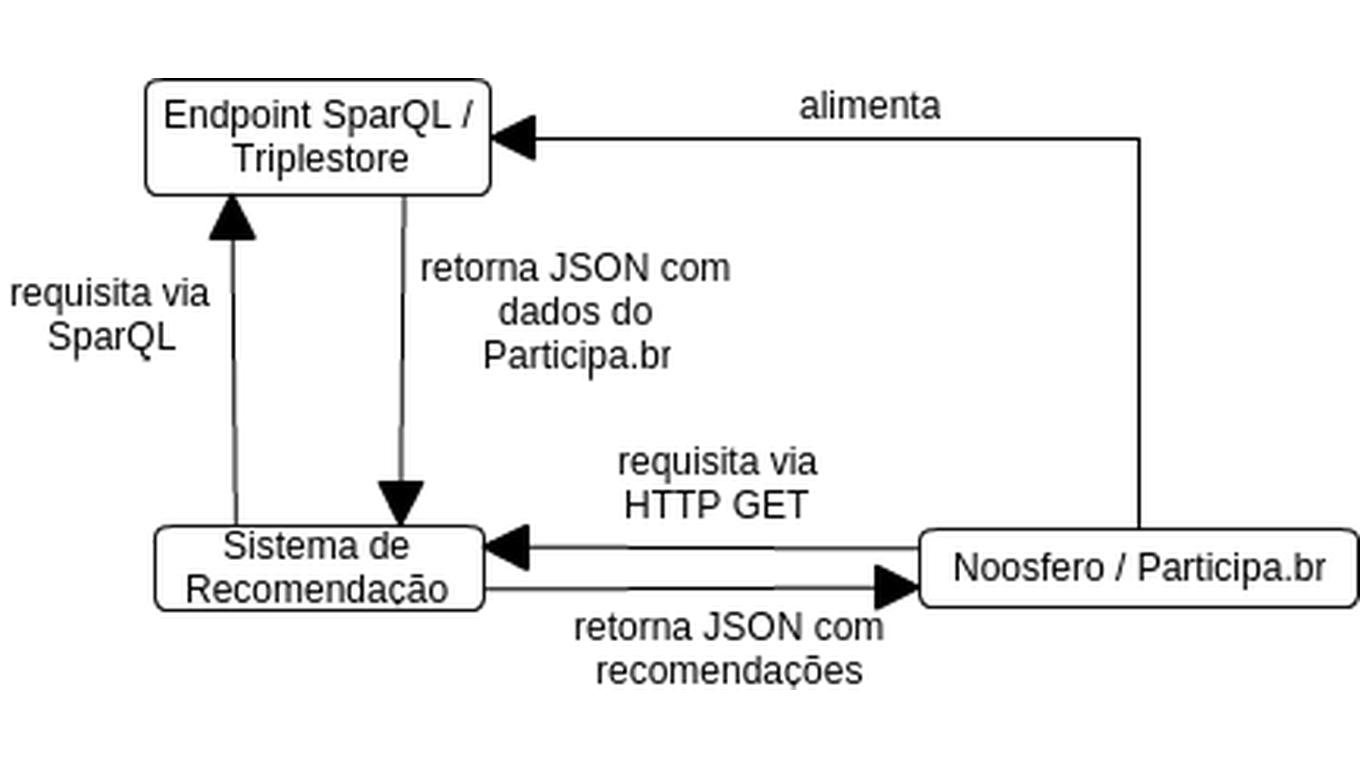 Endpoint SparQL /
Triplestore
alimenta
requisita via
SparQL
retorna JSON com
dados do
Participa.br
requisita via
HTTP GET
Sistema de
Recomendação
Noosfero / Participa.br
retorna JSON com
recomendações